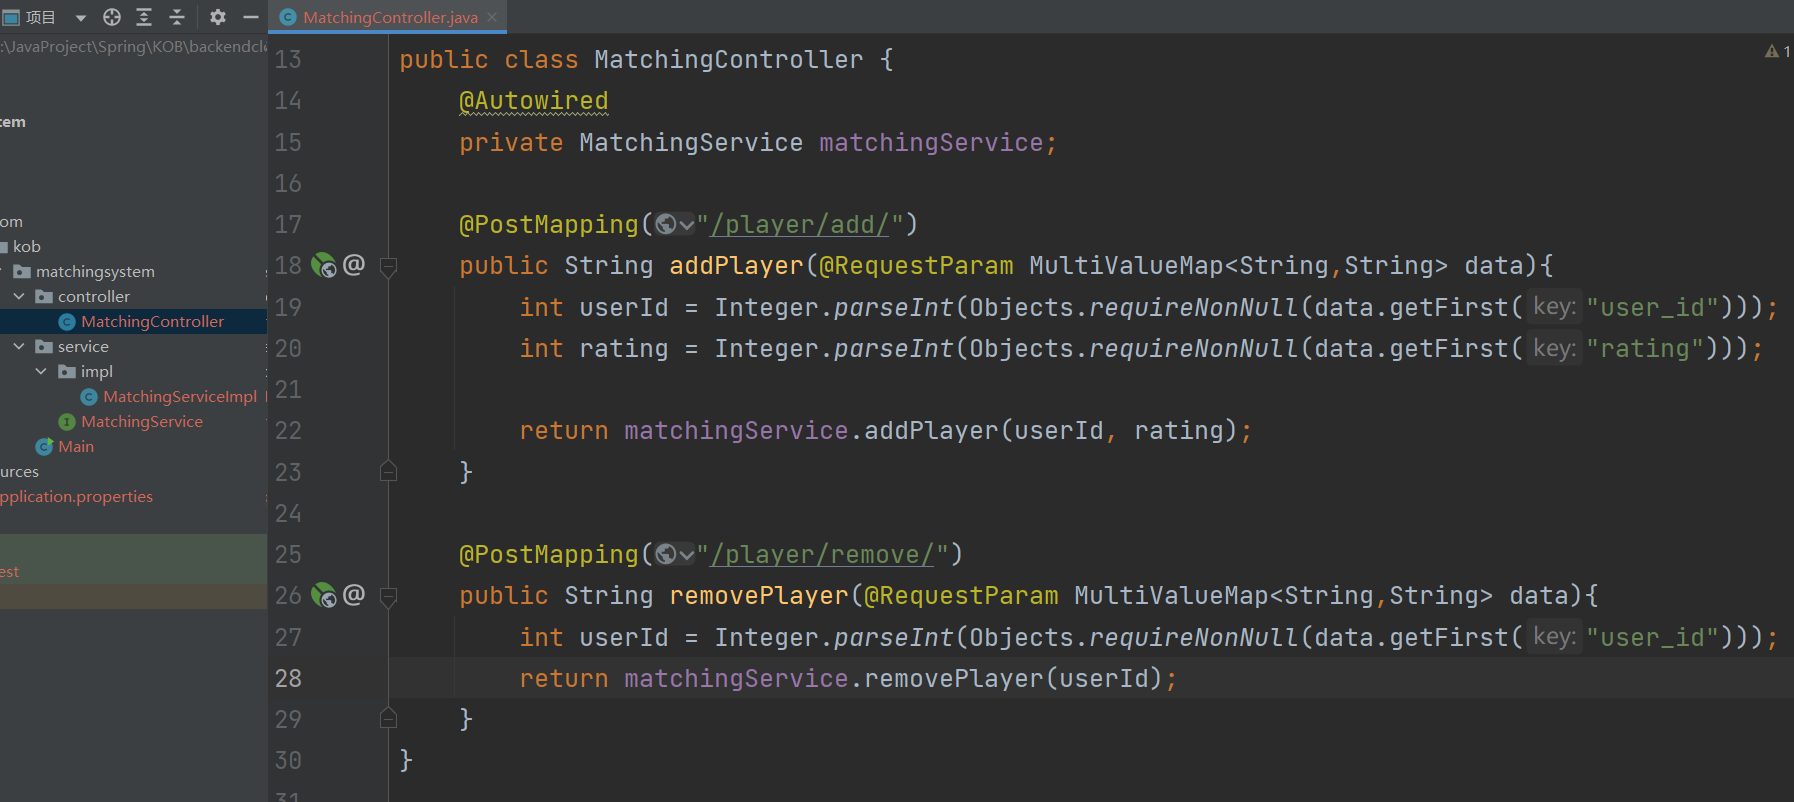 项目
MatchingController.java
:\JavaProject\Spring\KOB\backendcl
tem
om
kob
matchingsystem
controller
MatchingController
service
impl
MatchingServiceImpl
MatchingService
Main
urces
pplication.properties
est
1
13 public class MatchingController {
14 @Autowired
15 private MatchingService matchingService;
16
17 @PostMapping("/player/add/")
18 @ public String addPlayer(@RequestParam MultiValueMap<String,String> data){
19 int userId = Integer.parseInt(Objects.requireNonNull(data.getFirst( key: "user_id")));
20 int rating = Integer.parseInt(Objects.requireNonNull(data.getFirst( key: "rating")));
21
22 return matchingService.addPlayer(userId, rating);
23 }
24
25 @PostMapping("/player/remove/")
26 @ public String removePlayer(@RequestParam MultiValueMap<String,String> data){
27 int userId = Integer.parseInt(Objects.requireNonNull(data.getFirst( key: "user_id")));
28 return matchingService.removePlayer(userId);
29 }
30 }
31